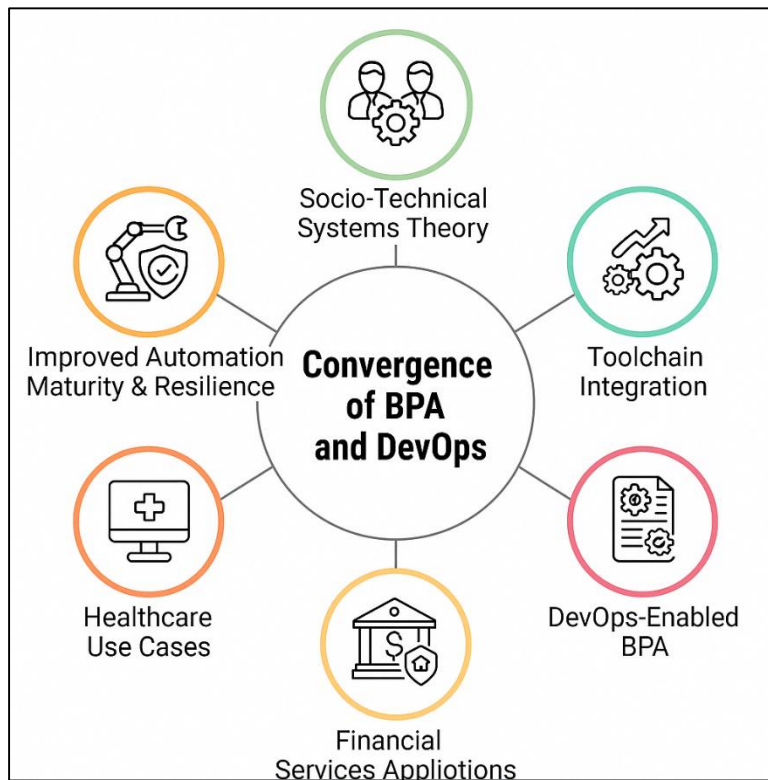 Socio-Technical
Systems Theory
Toolchain
Integration
DevOps-Enabled
BPA
Financial
Services Appliotions
Healthcare
Use Cases
Improved Automation
Maturity & Resilience
Convergence
of BPA
and DevOps
$